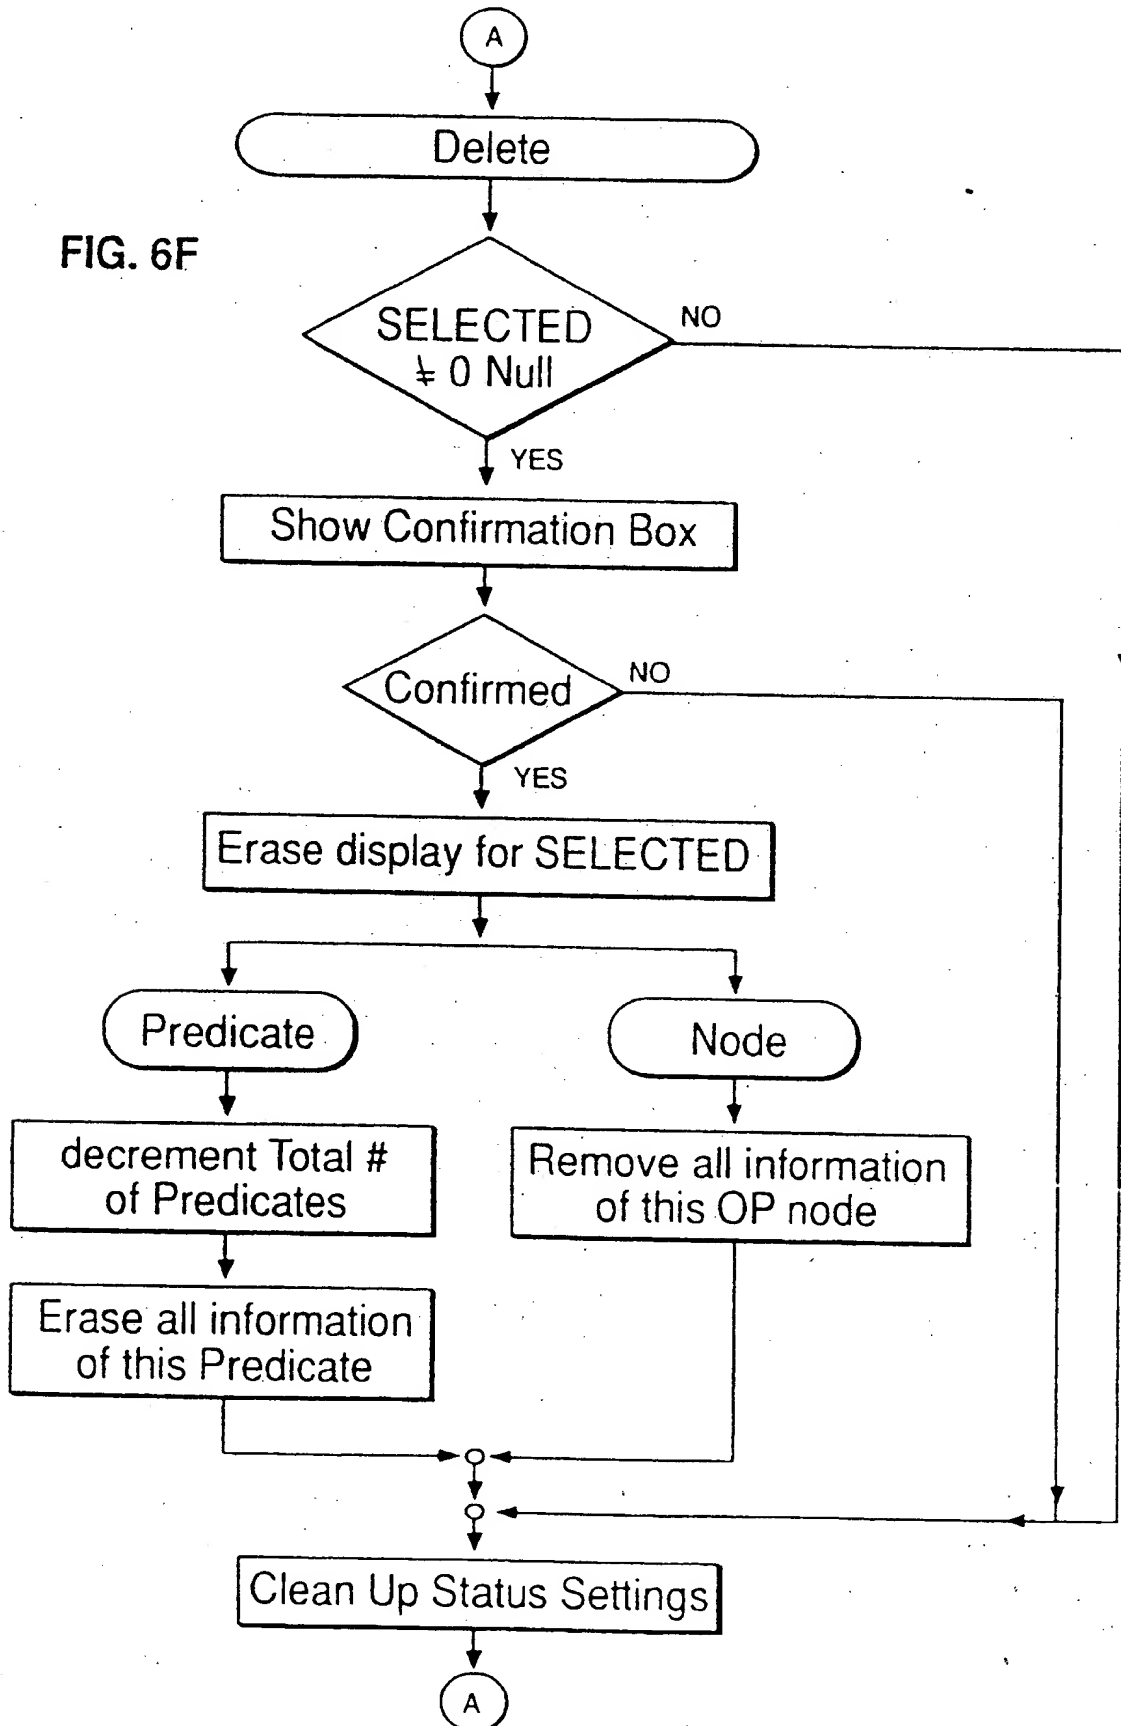 A
Delete
FIG. 6F
SELECTED
≠ 0 Null
NO
YES
Show Confirmation Box
Confirmed
NO
YES
Erase display for SELECTED
Predicate
Node
decrement Total #
of Predicates
Remove all information
of this OP node
Erase all information
of this Predicate
Clean Up Status Settings
A